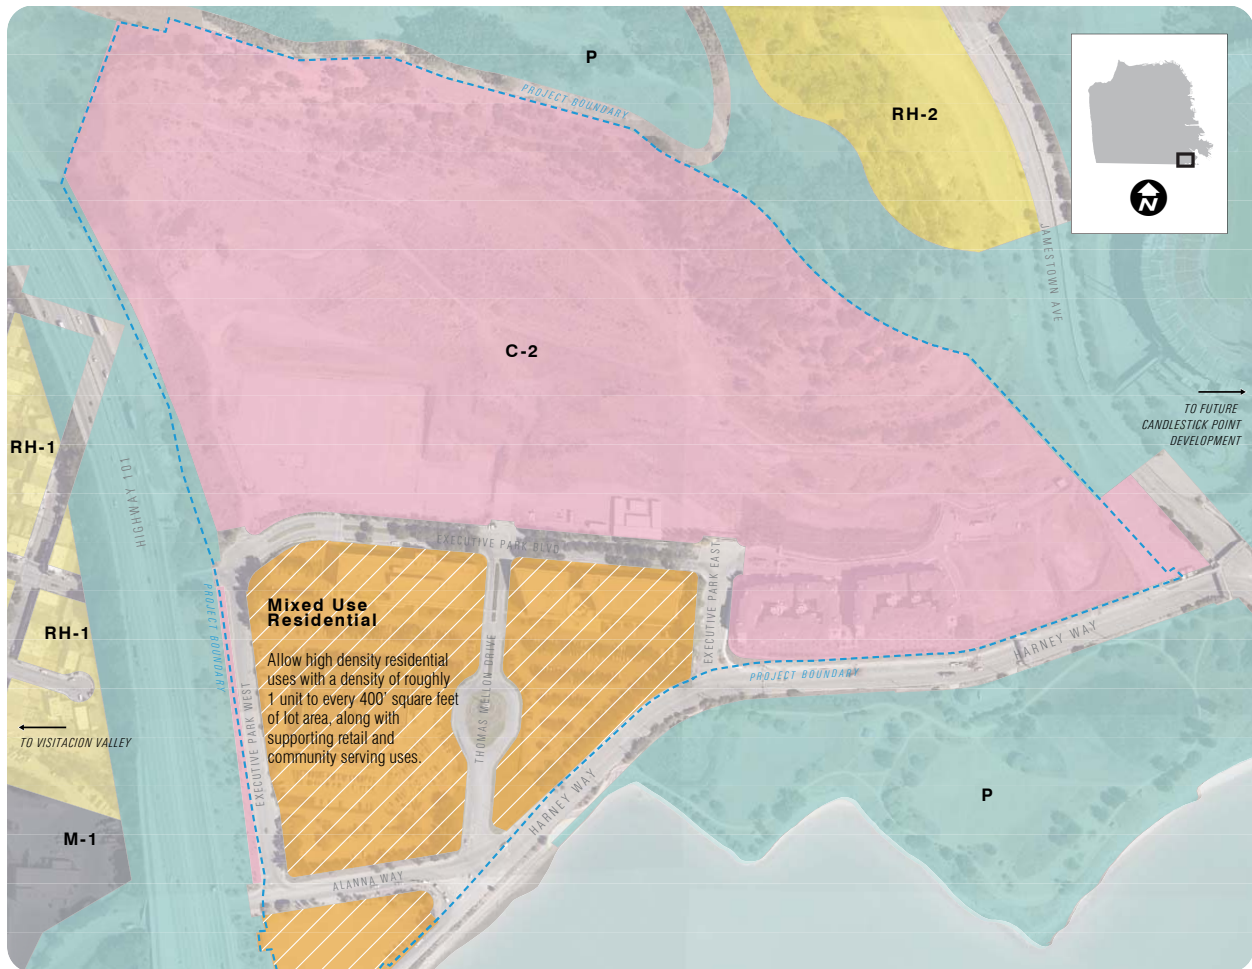 P
PROJECT BOUNDARY
RH-2
N
JAMESTOWN AVE
C-2
TO FUTURE
CANDLESTICK POINT
DEVELOPMENT
RH-1
HIGHWAY 101
EXECUTIVE PARK BLVD
EXECUTIVE PARK EAST
PROJECT BOUNDARY
Mixed Use
Residential
Allow high density residential
uses with a density of roughly
1 unit to every 400' square feet
of lot area, along with
supporting retail and
community serving uses.
THOMAS MELLON DRIVE
RH-1
HARNEY WAY
PROJECT BOUNDARY
EXECUTIVE PARK WEST
TO VISITACION VALLEY
HARNEY WAY
P
M-1
ALANNA WAY